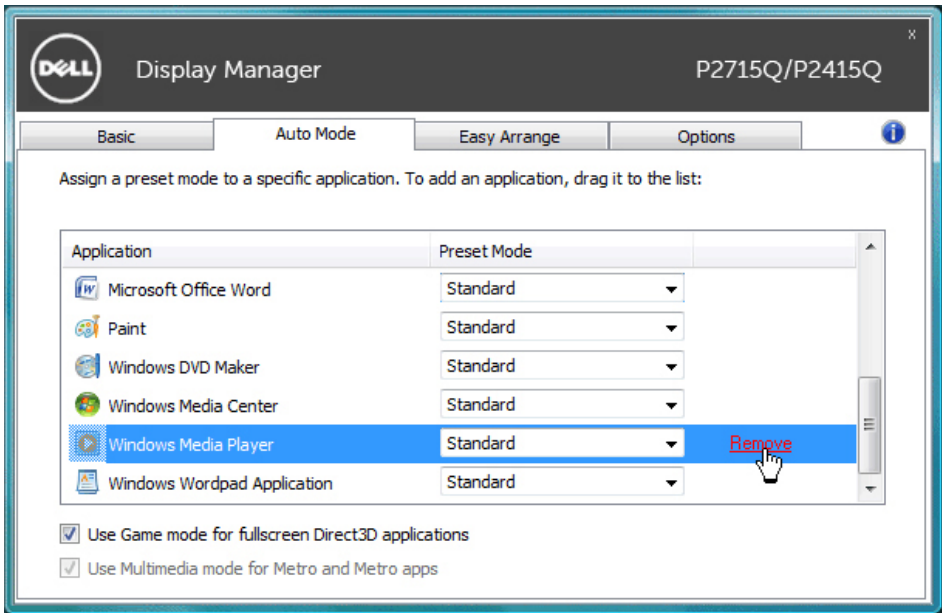 x
DELL Display Manager P2715Q/P2415Q
Basic Auto Mode Easy Arrange Options i
Assign a preset mode to a specific application. To add an application, drag it to the list:
Application Preset Mode
W Microsoft Office Word Standard
Paint Standard
Windows DVD Maker Standard
Windows Media Center Standard
Windows Media Player Standard Remove
Windows Wordpad Application Standard
Use Game mode for fullscreen Direct3D applications
Use Multimedia mode for Metro and Metro apps